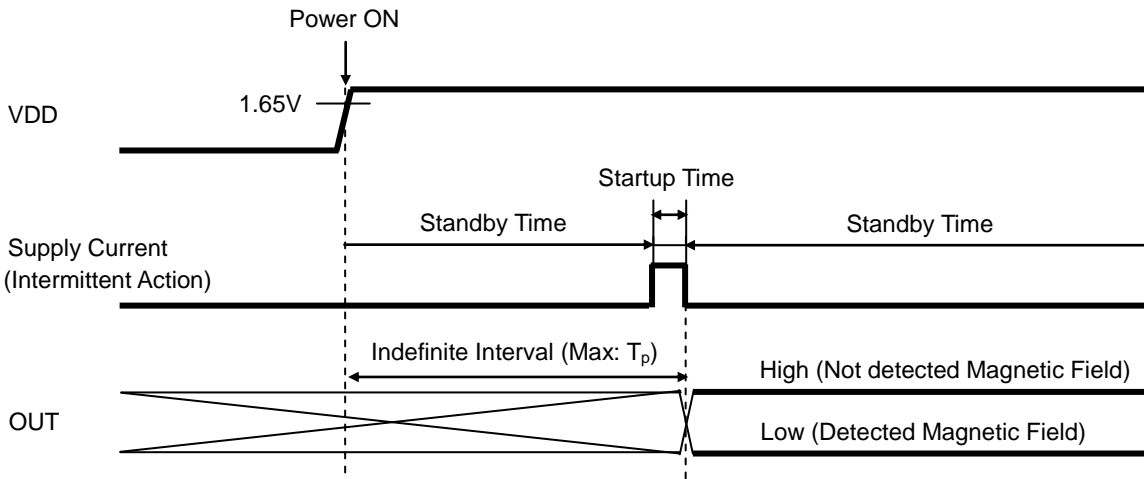 Power ON
1.65V
VDD
Startup Time
Standby Time
Standby Time
Supply Current
(Intermittent Action)
Indefinite Interval (Max: Tp)
High (Not detected Magnetic Field)
OUT
Low (Detected Magnetic Field)